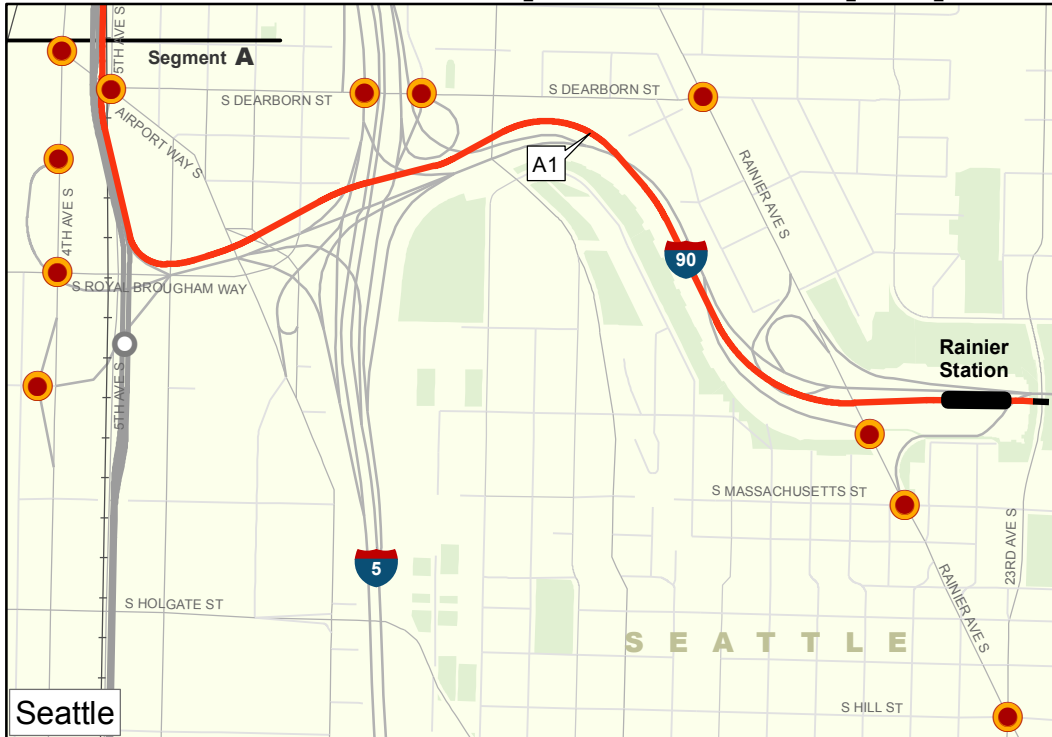 5TH AVE S
Segment A
S DEARBORN ST
S DEARBORN ST
AIRPORT WAY S
A1
RAINIER AVE S
4TH AVE S
90
S ROYAL BROUGHAM WAY
Rainier
Station
5TH AVE S
S MASSACHUSETTS ST
5
23RD AVE S
S HOLGATE ST
RAINIER AVE S
SEATTLE
Seattle
S HILL ST